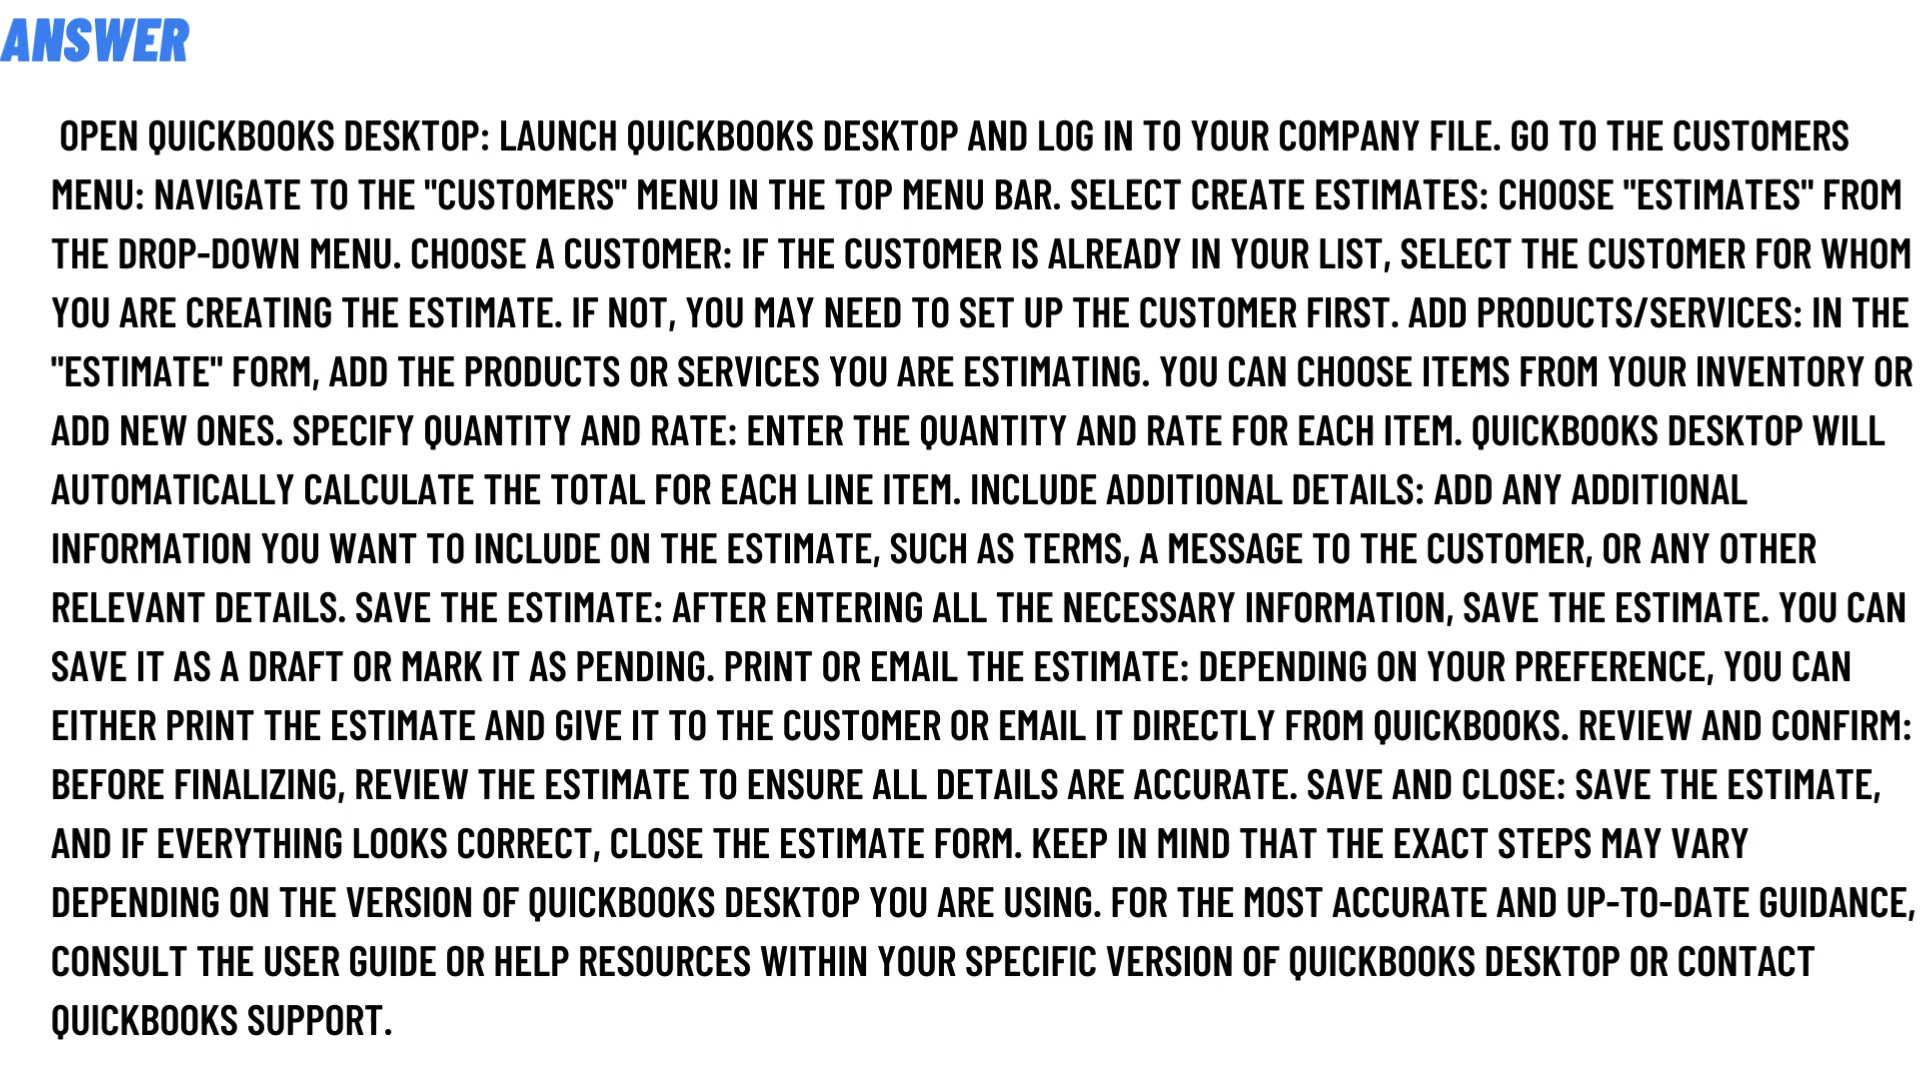 ANSWER
OPEN QUICKBOOKS DESKTOP: LAUNCH QUICKBOOKS DESKTOP AND LOG IN TO YOUR COMPANY FILE. GO TO THE CUSTOMERS
MENU: NAVIGATE TO THE "CUSTOMERS" MENU IN THE TOP MENU BAR. SELECT CREATE ESTIMATES: CHOOSE "ESTIMATES" FROM
THE DROP-DOWN MENU. CHOOSE A CUSTOMER: IF THE CUSTOMER IS ALREADY IN YOUR LIST, SELECT THE CUSTOMER FOR WHOM
YOU ARE CREATING THE ESTIMATE. IF NOT, YOU MAY NEED TO SET UP THE CUSTOMER FIRST. ADD PRODUCTS/SERVICES: IN THE
"ESTIMATE" FORM, ADD THE PRODUCTS OR SERVICES YOU ARE ESTIMATING. YOU CAN CHOOSE ITEMS FROM YOUR INVENTORY OR
ADD NEW ONES. SPECIFY QUANTITY AND RATE: ENTER THE QUANTITY AND RATE FOR EACH ITEM. QUICKBOOKS DESKTOP WILL
AUTOMATICALLY CALCULATE THE TOTAL FOR EACH LINE ITEM. INCLUDE ADDITIONAL DETAILS: ADD ANY ADDITIONAL
INFORMATION YOU WANT TO INCLUDE ON THE ESTIMATE, SUCH AS TERMS, A MESSAGE TO THE CUSTOMER, OR ANY OTHER
RELEVANT DETAILS. SAVE THE ESTIMATE: AFTER ENTERING ALL THE NECESSARY INFORMATION, SAVE THE ESTIMATE. YOU CAN
SAVE IT AS A DRAFT OR MARK IT AS PENDING. PRINT OR EMAIL THE ESTIMATE: DEPENDING ON YOUR PREFERENCE, YOU CAN
EITHER PRINT THE ESTIMATE AND GIVE IT TO THE CUSTOMER OR EMAIL IT DIRECTLY FROM QUICKBOOKS. REVIEW AND CONFIRM:
BEFORE FINALIZING, REVIEW THE ESTIMATE TO ENSURE ALL DETAILS ARE ACCURATE. SAVE AND CLOSE: SAVE THE ESTIMATE,
AND IF EVERYTHING LOOKS CORRECT, CLOSE THE ESTIMATE FORM. KEEP IN MIND THAT THE EXACT STEPS MAY VARY
DEPENDING ON THE VERSION OF QUICKBOOKS DESKTOP YOU ARE USING. FOR THE MOST ACCURATE AND UP-TO-DATE GUIDANCE,
CONSULT THE USER GUIDE OR HELP RESOURCES WITHIN YOUR SPECIFIC VERSION OF QUICKBOOKS DESKTOP OR CONTACT
QUICKBOOKS SUPPORT.